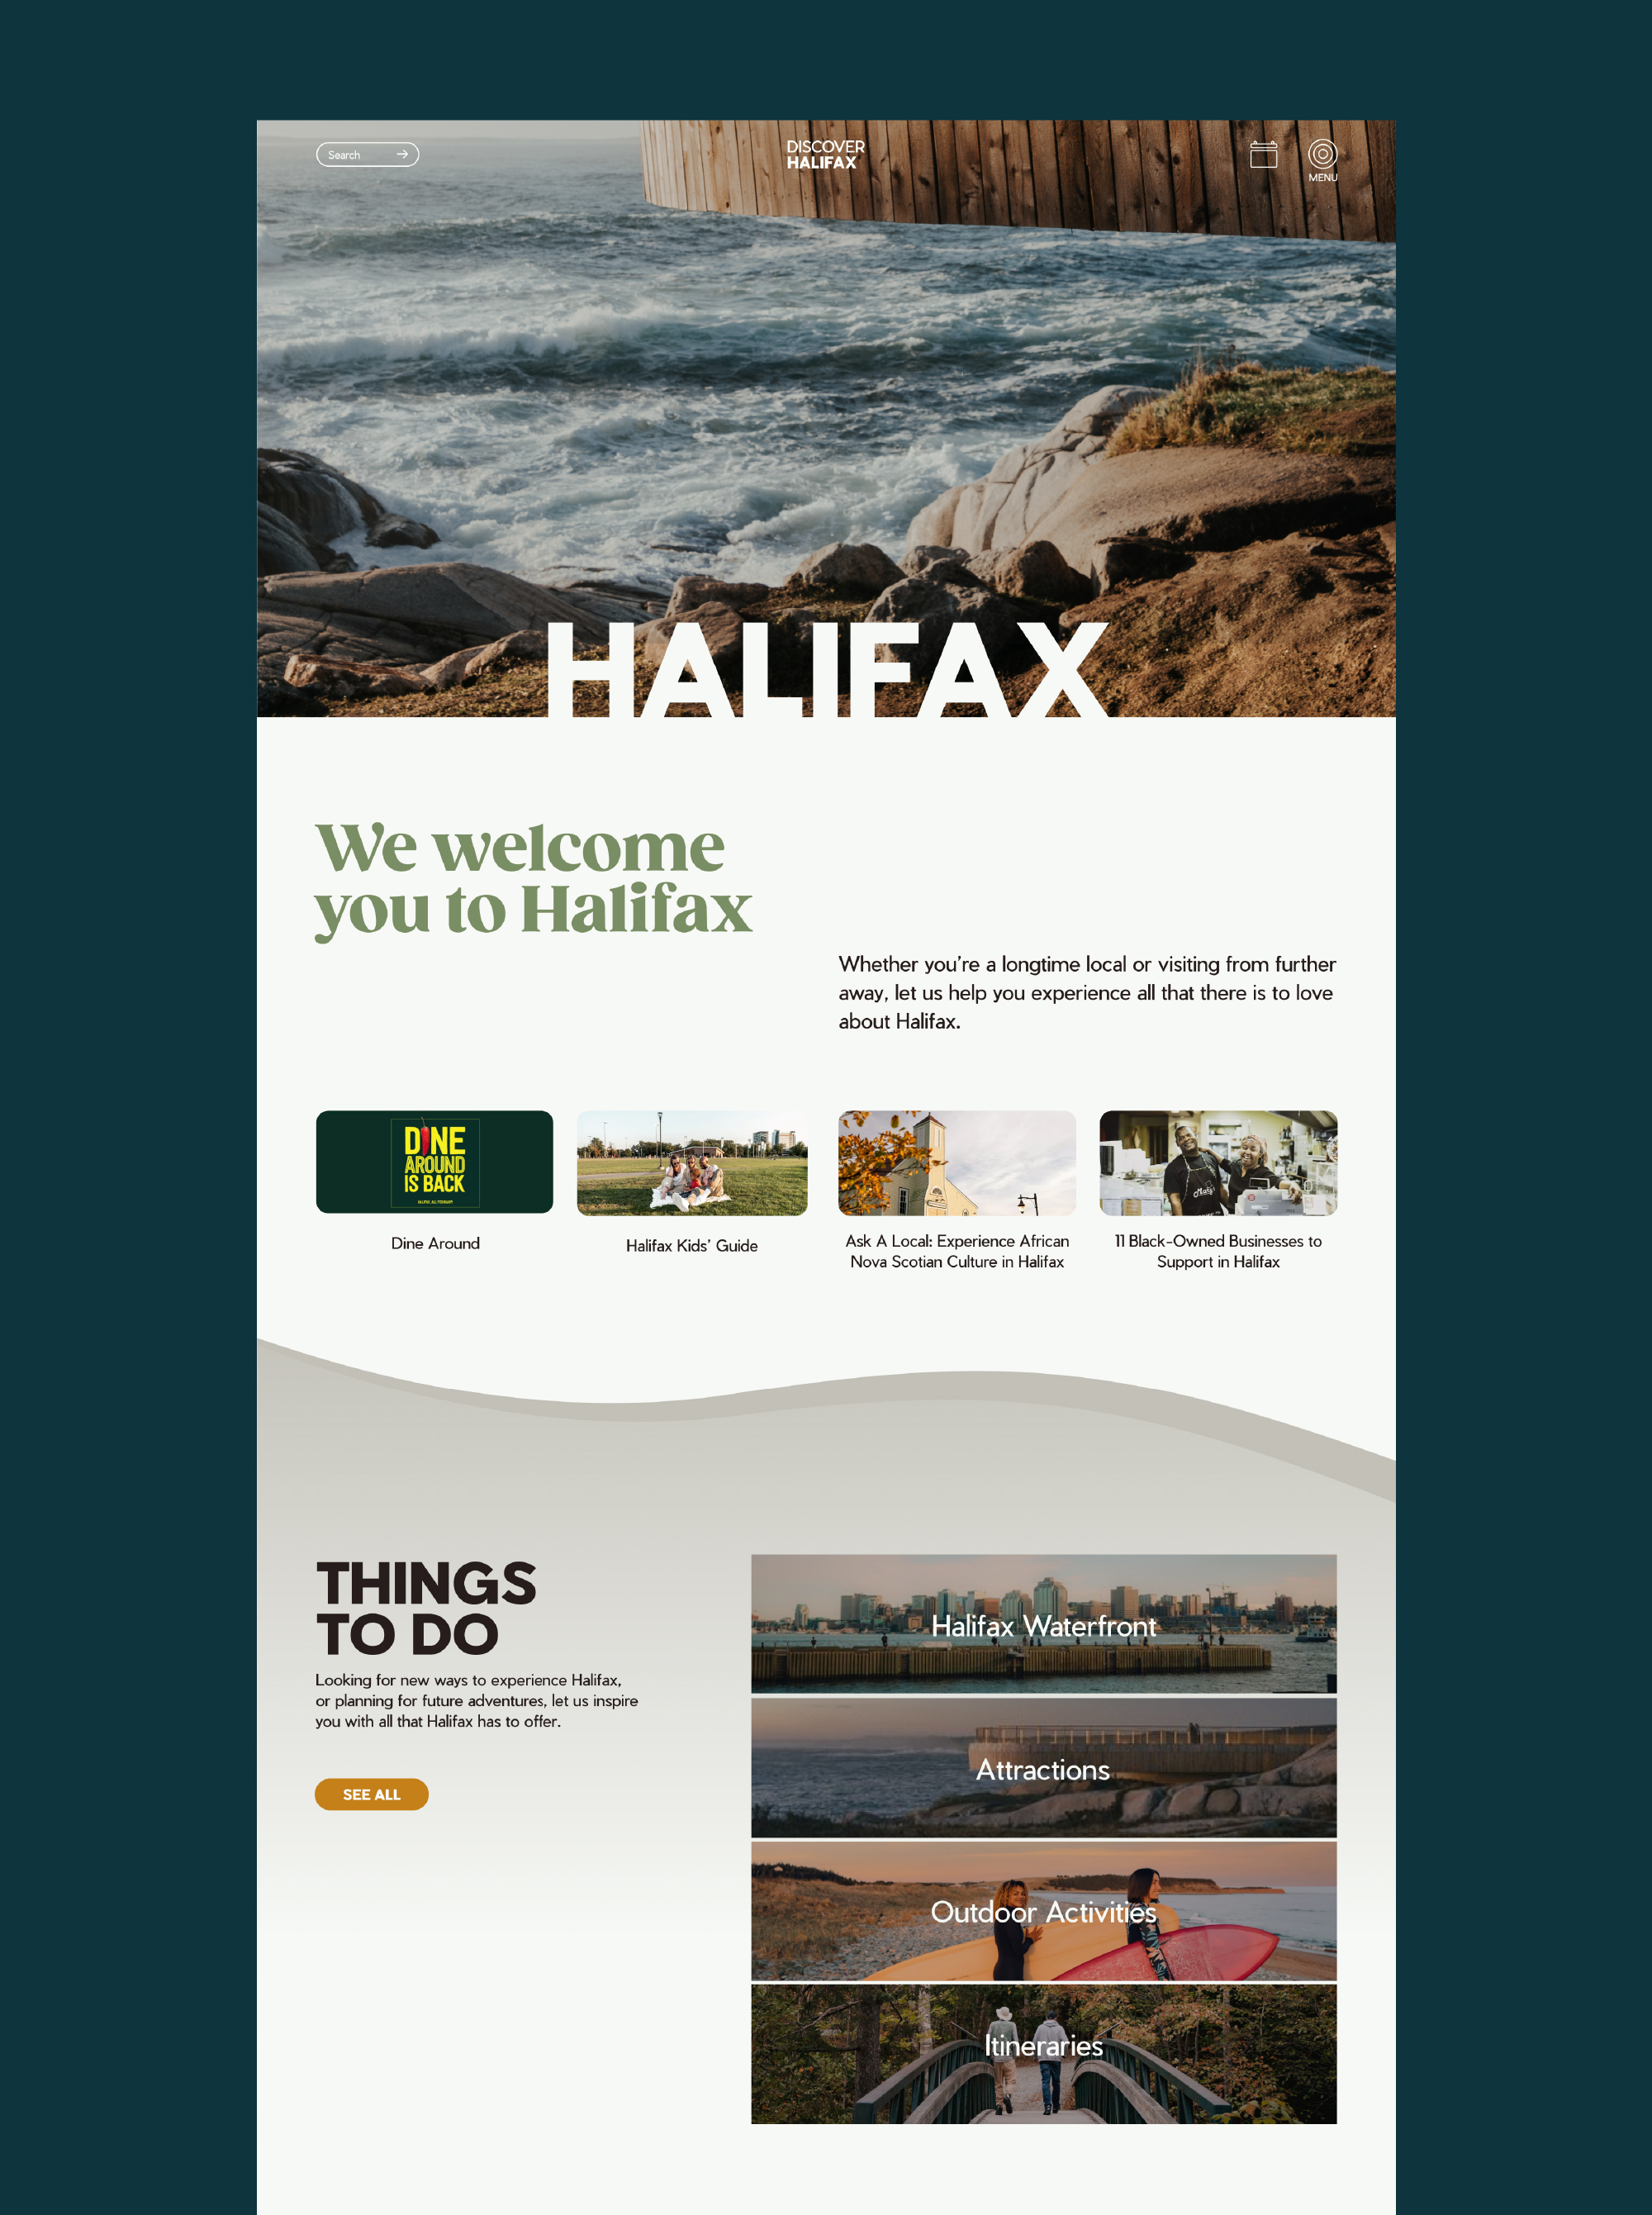 Search
DISCOVER
HALIFAX
MENU
HALIFAX
We welcome
you to Halifax
Whether you're a longtime local or visiting from further
away, let us help you experience all that there is to love
about Halifax.
DINE
AROUND
IS BACK
Dine Around
Halifax Kids' Guide
Ask A Local: Experience African
Nova Scotian Culture in Halifax
11 Black-Owned Businesses to
Support in Halifax
THINGS
TO DO
Looking for new ways to experience Halifax,
or planning for future adventures, let us inspire
you with all that Halifax has to offer.
SEE ALL
Halifax Waterfront
Attractions
Outdoor Activities
Itineraries